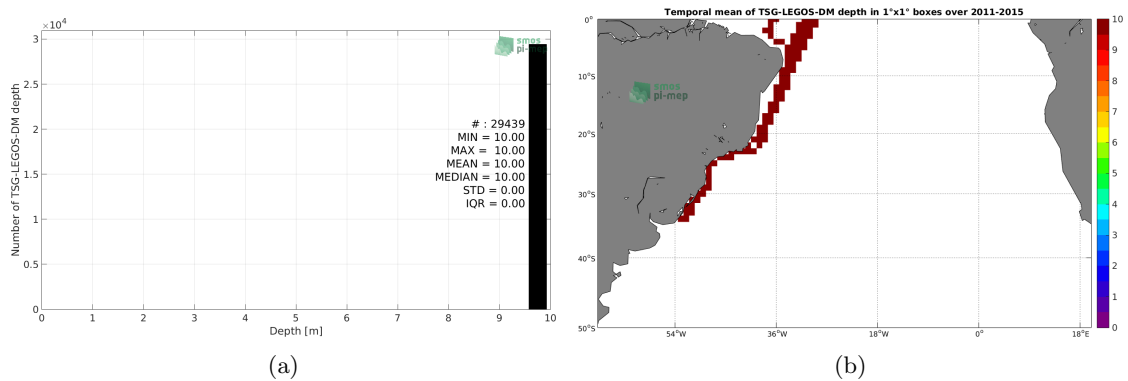 ×10⁴
3
2.5
2
1.5
1
0.5
0
0 1 2 3 4 5 6 7 8 9 10
Number of TSG-LEGOS-DM depth
Depth [m]
smos
pi-mep
# : 29439
MIN = 10.00
MAX = 10.00
MEAN = 10.00
MEDIAN = 10.00
STD = 0.00
IQR = 0.00
(a)
Temporal mean of TSG-LEGOS-DM depth in 1°x1° boxes over 2011-2015
0°
10°S
20°S
30°S
40°S
50°S
54°W 36°W 18°W 0° 18°E
smos
pi-mep
10
9
8
7
6
5
4
3
2
1
0
(b)